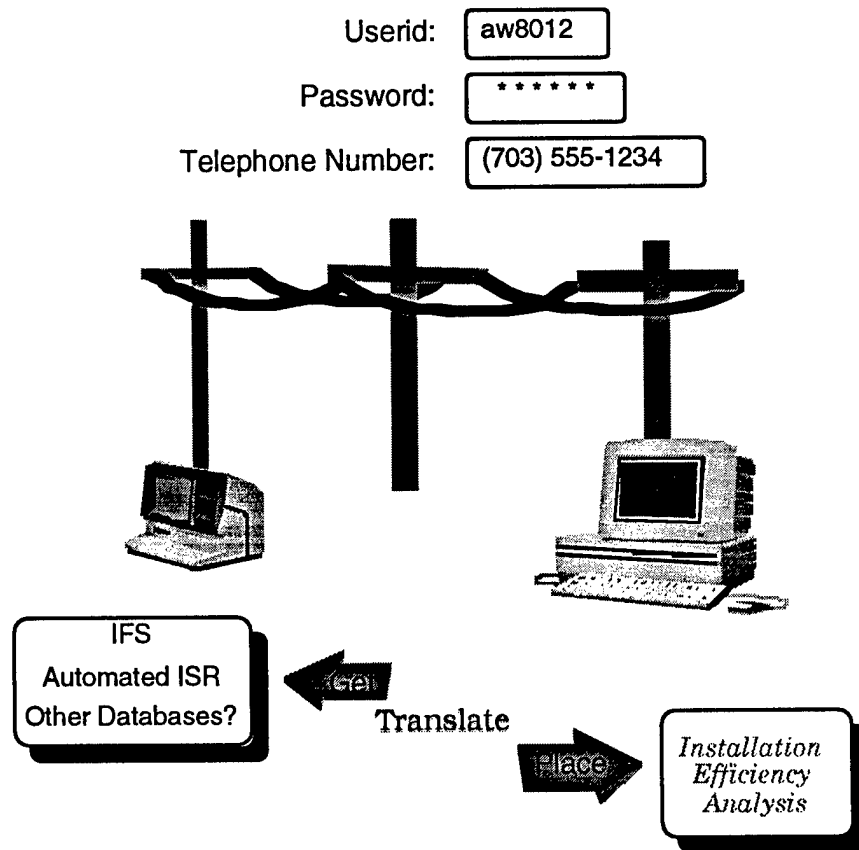 Userid: aw8012
Password: ******
Telephone Number: (703) 555-1234
IFS
Automated ISR
Other Databases?
Get
Translate
Place
Installation
Efficiency
Analysis